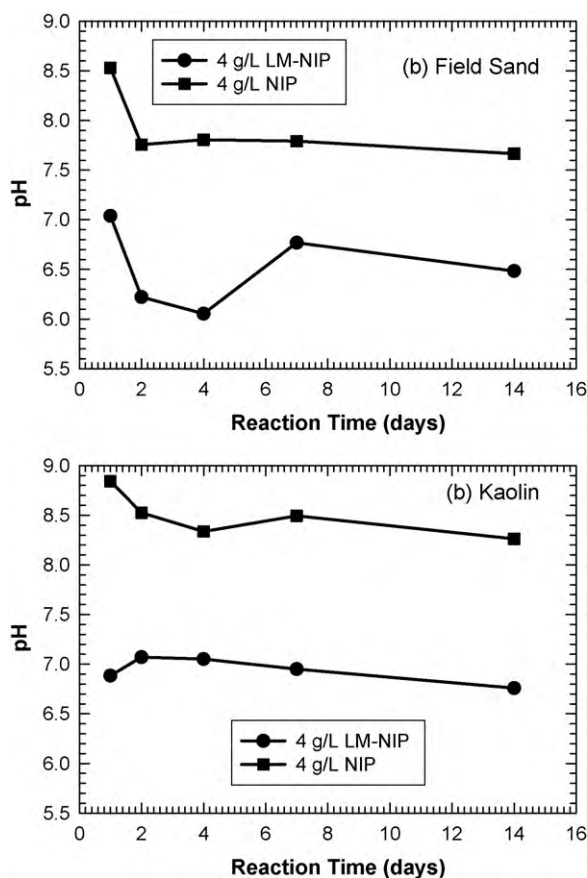 9.0
4 g/L LM-NIP
(b) Field Sand
4 g/L NIP
8.5
8.0
7.5
pH
7.0
6.5
6.0
5.5
0 2 4 6 8 10 12 14 16
Reaction Time (days)
9.0
(b) Kaolin
8.5
8.0
7.5
pH
7.0
6.5
4 g/L LM-NIP
4 g/L NIP
6.0
5.5
0 2 4 6 8 10 12 14 16
Reaction Time (days)